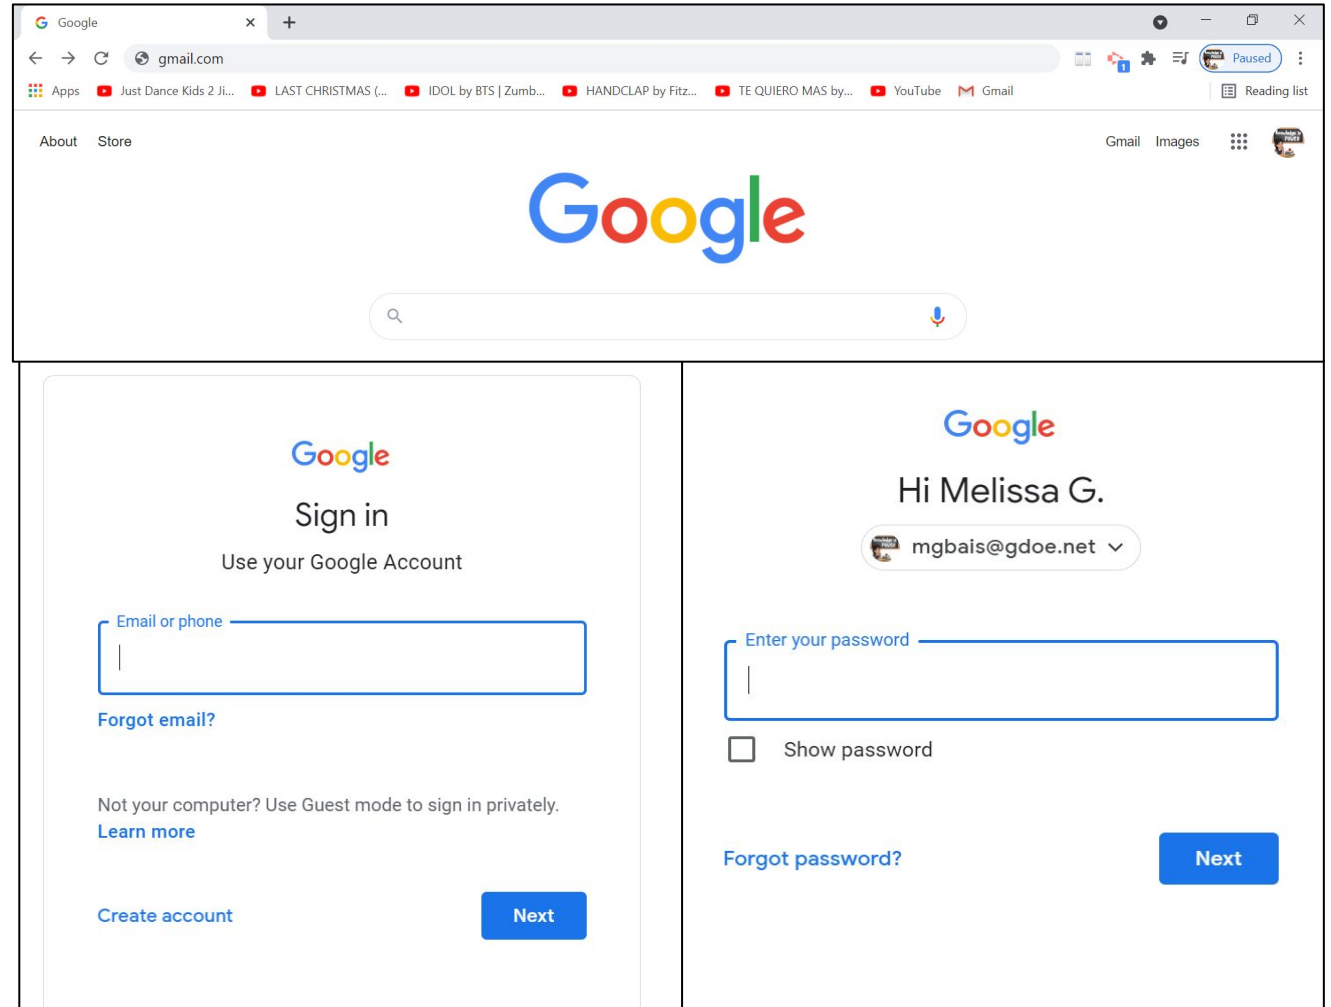 Google
gmail.com
Paused
Apps Just Dance Kids 2 Ji... LAST CHRISTMAS (... IDOL by BTS | Zumb... HANDCLAP by Fitz... TE QUIERO MAS by... YouTube Gmail Reading list
About Store Gmail Images
Google
Google
Sign in
Use your Google Account
Email or phone
Forgot email?
Not your computer? Use Guest mode to sign in privately.
Learn more
Create account Next
Google
Hi Melissa G.
mgbais@gdoe.net
Enter your password
Show password
Forgot password? Next